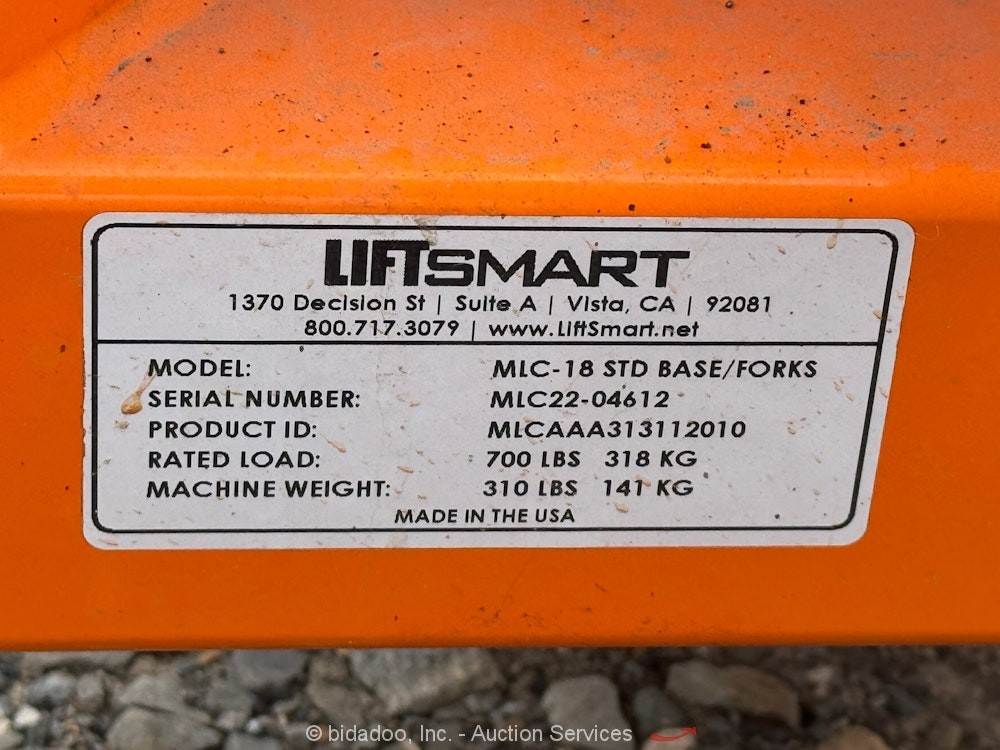 LIFTSMART
1370 Decision St | Suite A | Vista, CA | 92081
800.717.3079 | www.LiftSmart.net
MODEL: MLC-18 STD BASE/FORKS
SERIAL NUMBER: MLC22-04612
PRODUCT ID: MLCAAA313112010
RATED LOAD: 700 LBS 318 KG
MACHINE WEIGHT: 310 LBS 141 KG
MADE IN THE USA
© bidadoo, Inc. - Auction Services